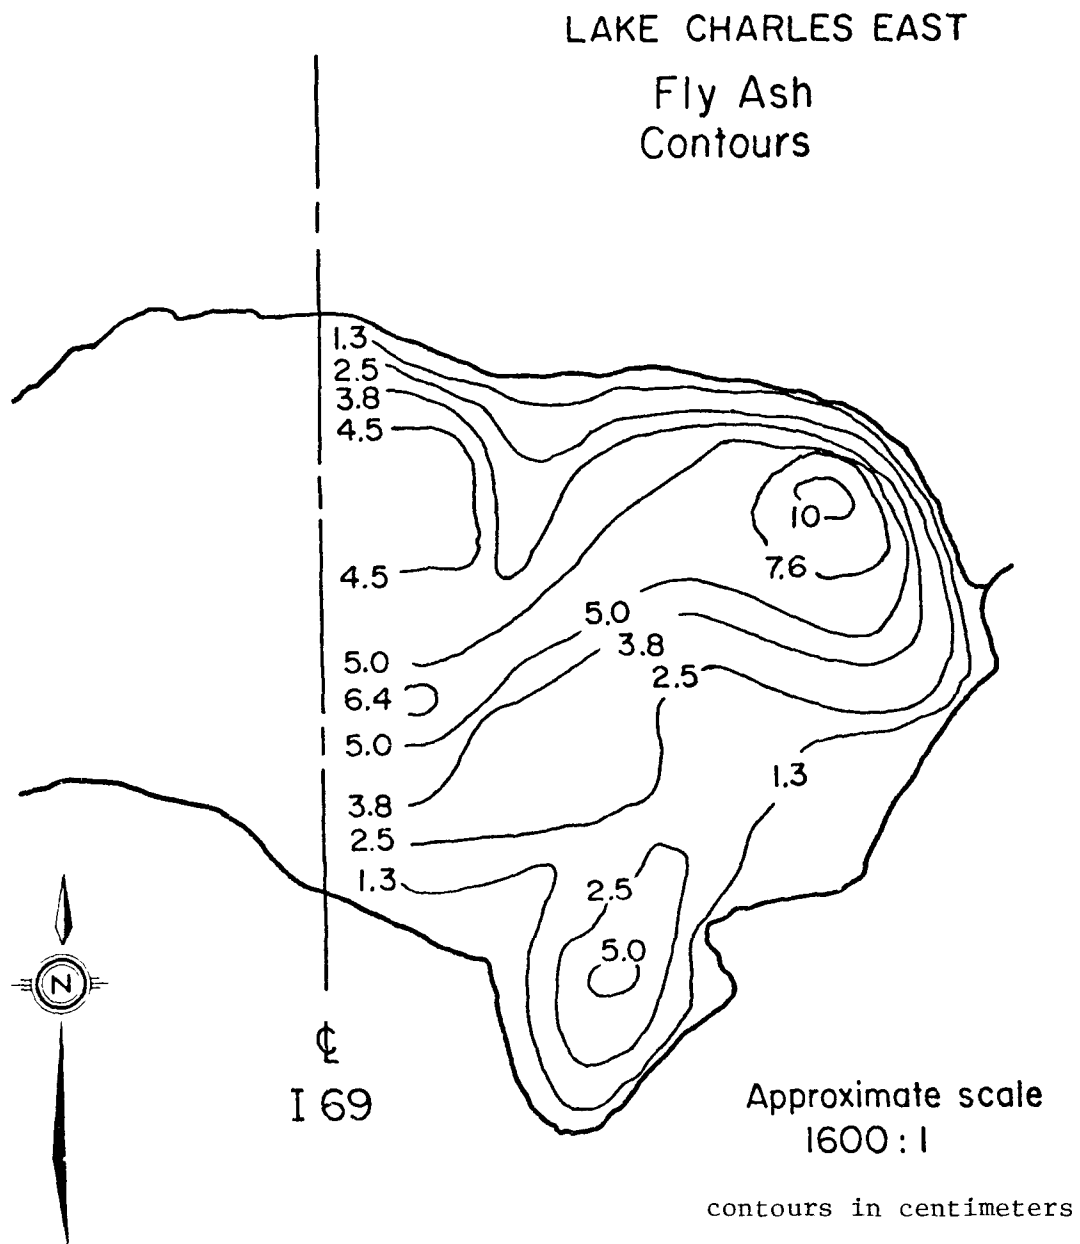 LAKE CHARLES EAST
Fly Ash
Contours
1.3
2.5
3.8
4.5
10
7.6
4.5
5.0
3.8
5.0
2.5
6.4
5.0
1.3
3.8
2.5
1.3
2.5
5.0
N
℄
I 69
Approximate scale
1600 : 1
contours in centimeters